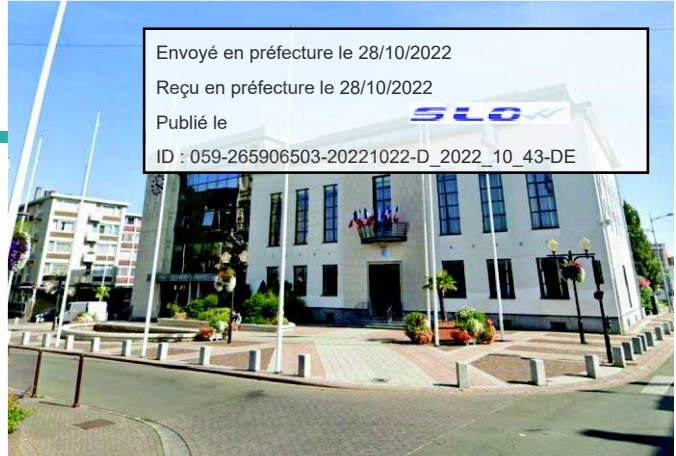 Envoyé en préfecture le 28/10/2022
Reçu en préfecture le 28/10/2022
Publié le
SLOW
ID : 059-265906503-20221022-D_2022_10_43-DE